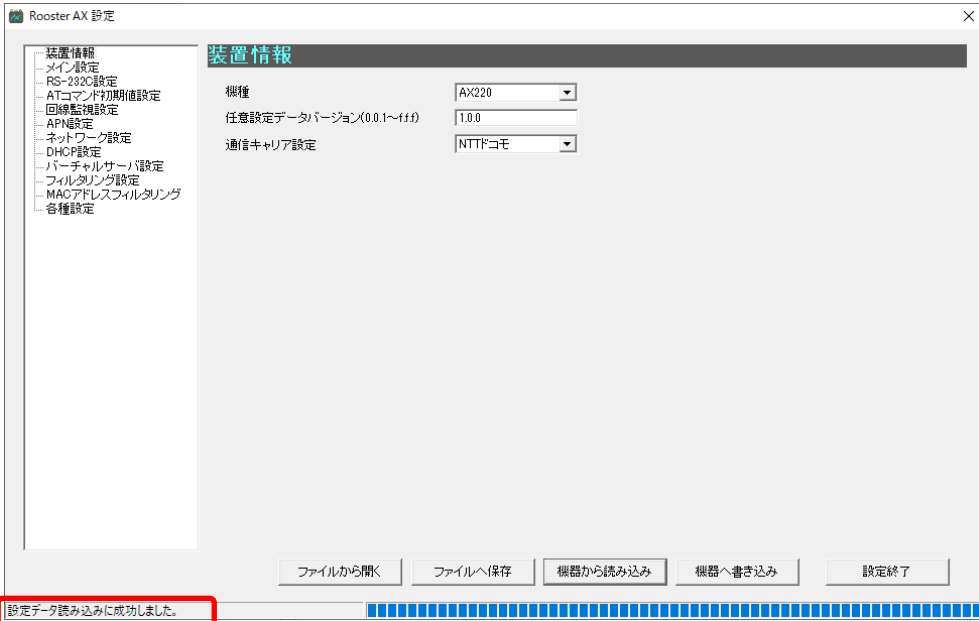 Rooster AX 設定
装置情報
メイン設定
RS-232C設定
ATコマンド初期値設定
回線監視設定
APN設定
ネットワーク設定
DHCP設定
バーチャルサーバ設定
フィルタリング設定
MACアドレスフィルタリング
各種設定
装置情報
機種 AX220
任意設定データバージョン(0.0.1～f.f.f) 1.0.0
通信キャリア設定 NTTドコモ
ファイルから開く ファイルへ保存 機器から読み込み 機器へ書き込み 設定終了
設定データ読み込みに成功しました。